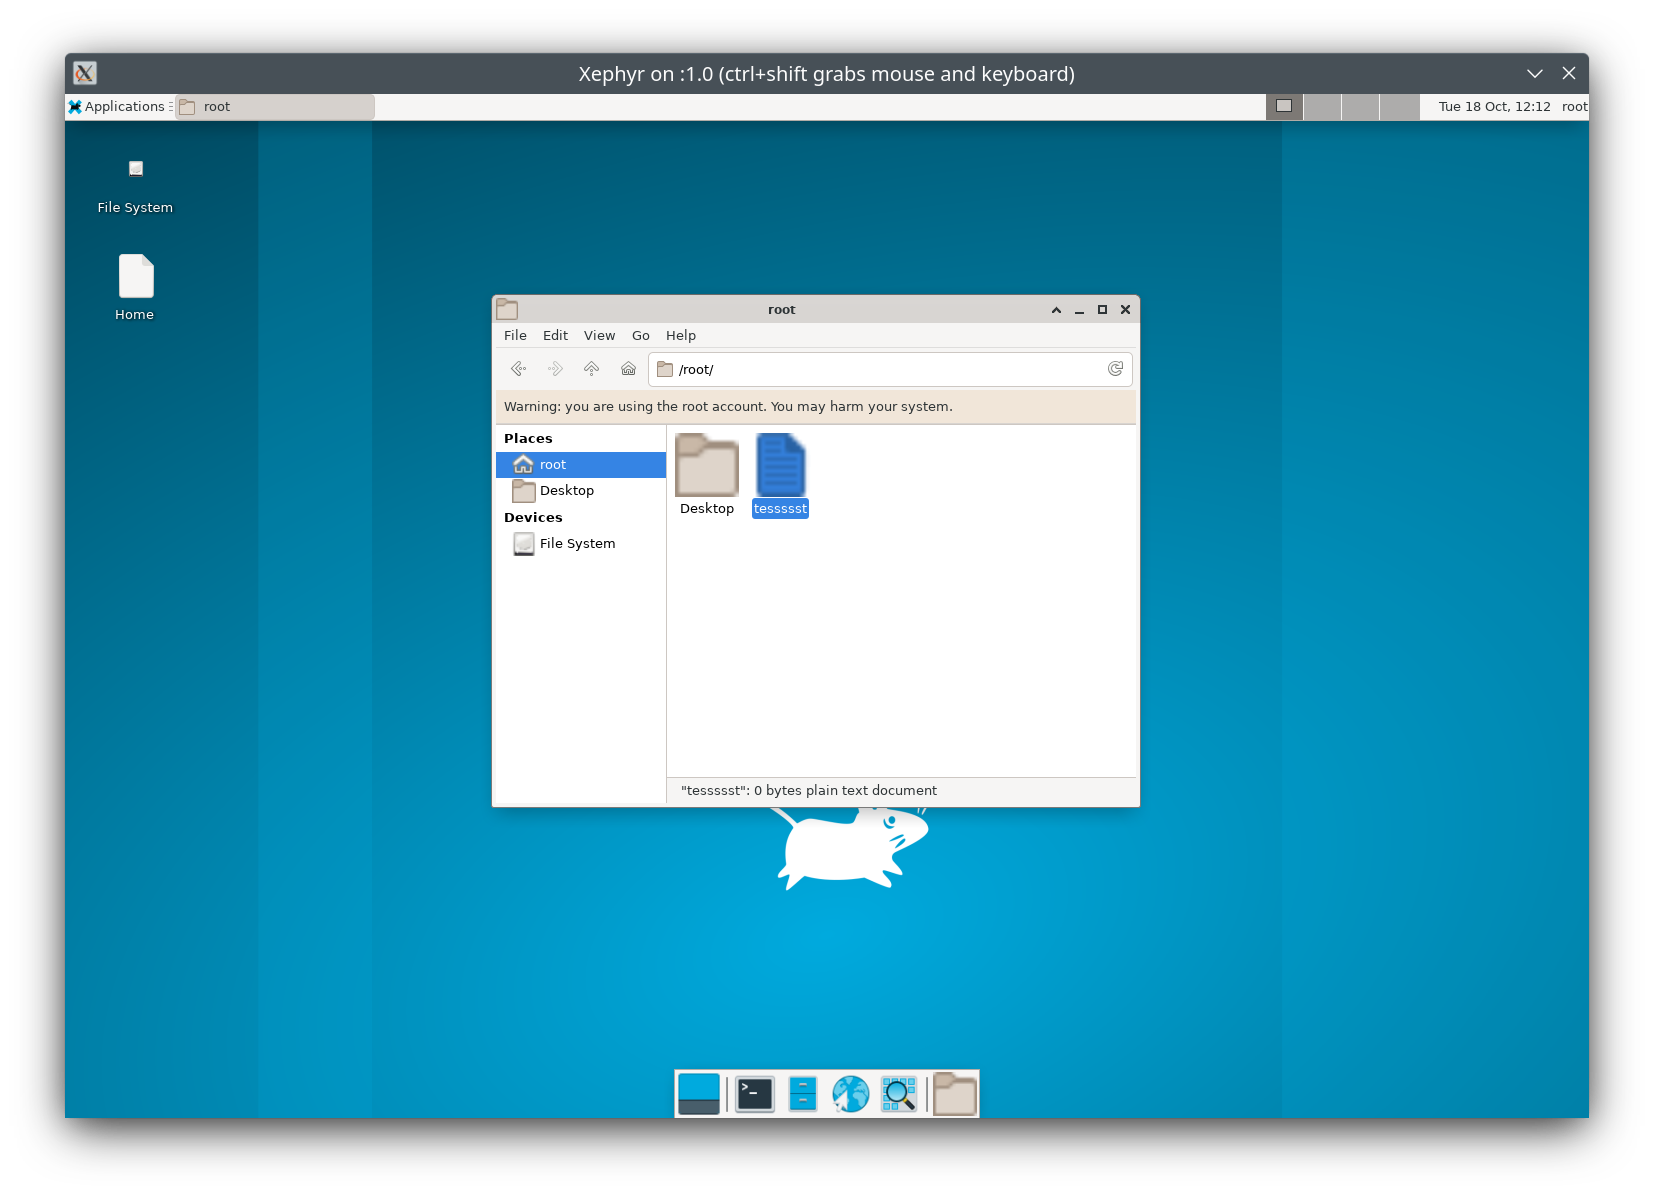 Xephyr on :1.0 (ctrl+shift grabs mouse and keyboard)
Applications root Tue 18 Oct, 12:12 root
File System
Home
root
File Edit View Go Help
/root/
Warning: you are using the root account. You may harm your system.
Places
root
Desktop
Devices
File System
Desktop tessssst
"tessssst": 0 bytes plain text document